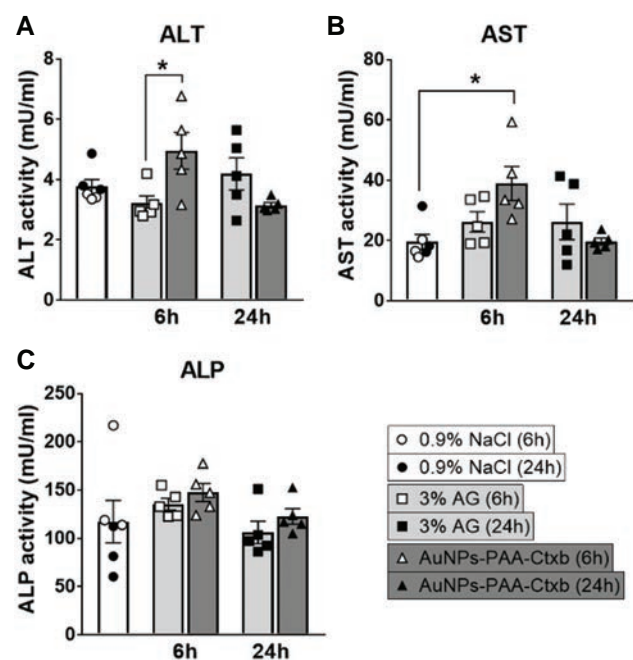 A
ALT
ALT activity (mU/ml)
8
6
4
2
0
*
6h
24h
B
AST
AST activity (mU/ml)
80
60
40
20
0
*
6h
24h
C
ALP
ALP activity (mU/ml)
250
200
150
100
50
0
6h
24h
0.9% NaCl (6h)
0.9% NaCl (24h)
3% AG (6h)
3% AG (24h)
AuNPs-PAA-Ctxb (6h)
AuNPs-PAA-Ctxb (24h)